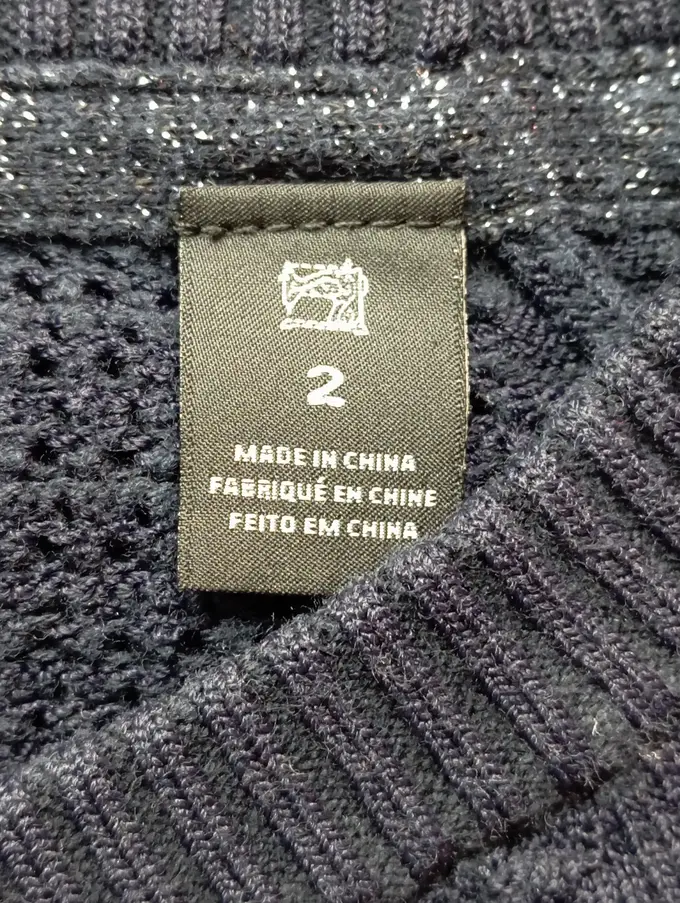 2
MADE IN CHINA
FABRIQUÉ EN CHINE
FEITO EM CHINA